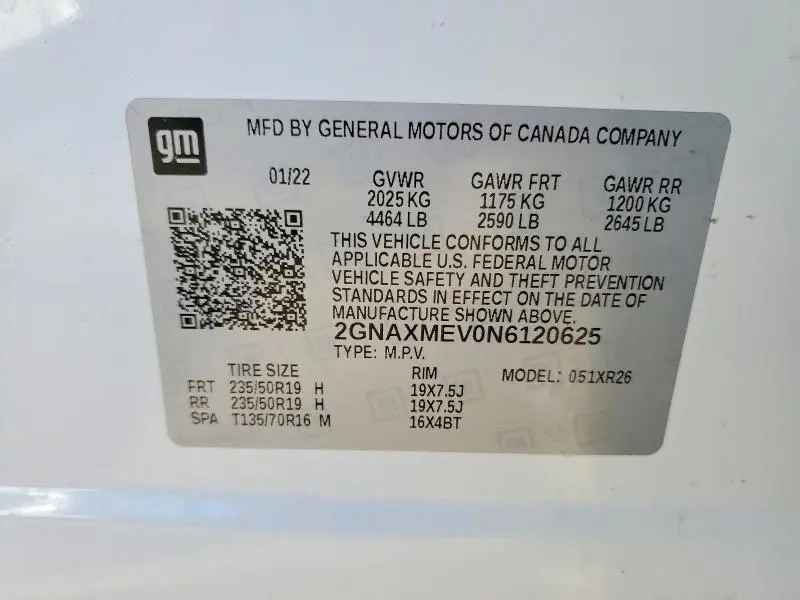 gm
MFD BY GENERAL MOTORS OF CANADA COMPANY
01/22
GVWR GAWR FRT GAWR RR
2025 KG 1175 KG 1200 KG
4464 LB 2590 LB 2645 LB
THIS VEHICLE CONFORMS TO ALL
APPLICABLE U.S. FEDERAL MOTOR
VEHICLE SAFETY AND THEFT PREVENTION
STANDARDS IN EFFECT ON THE DATE OF
MANUFACTURE SHOWN ABOVE.
2GNAXMEV0N6120625
TYPE: M.P.V.
TIRE SIZE RIM MODEL: 051XR26
FRT 235/50R19 H 19X7.5J
RR 235/50R19 H 19X7.5J
SPA T135/70R16 M 16X4BT